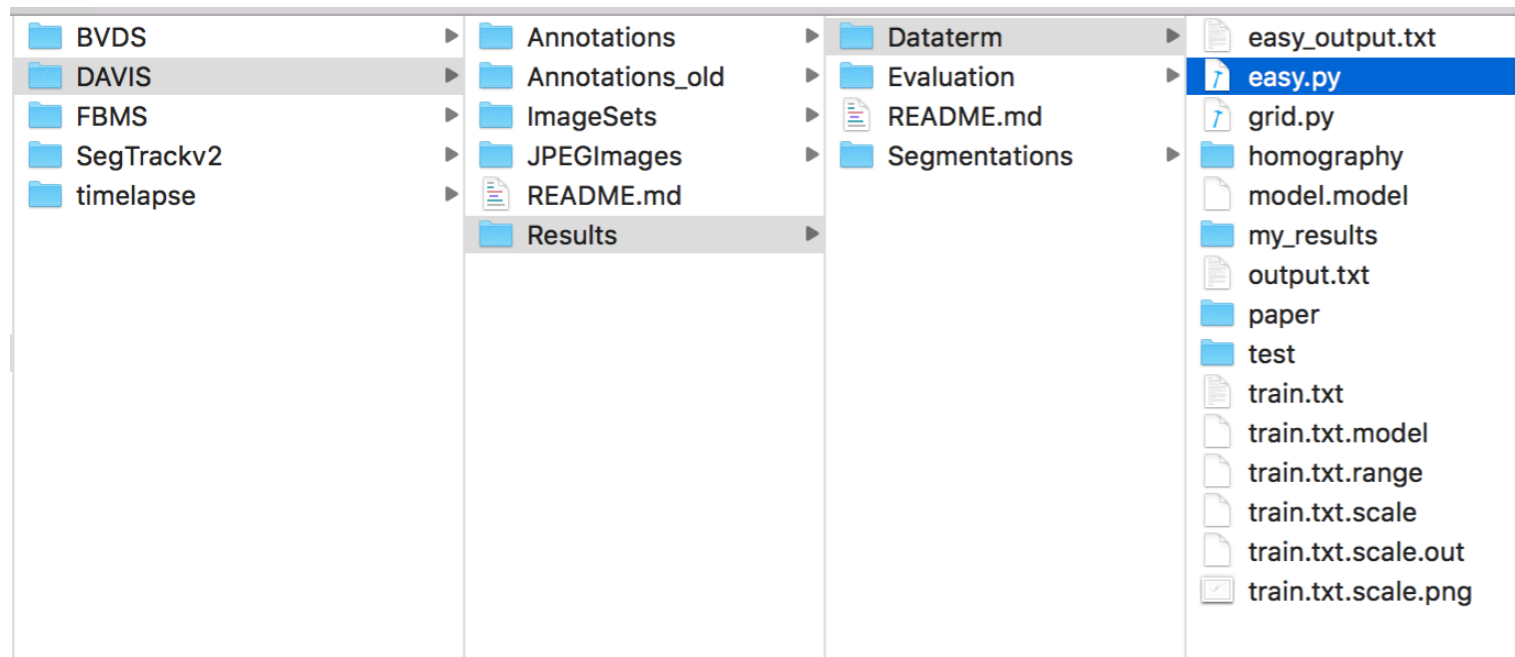 BVDS
DAVIS
FBMS
SegTrackv2
timelapse
Annotations
Annotations_old
ImageSets
JPEGImages
README.md
Results
Dataterm
Evaluation
README.md
Segmentations
easy_output.txt
easy.py
grid.py
homography
model.model
my_results
output.txt
paper
test
train.txt
train.txt.model
train.txt.range
train.txt.scale
train.txt.scale.out
train.txt.scale.png